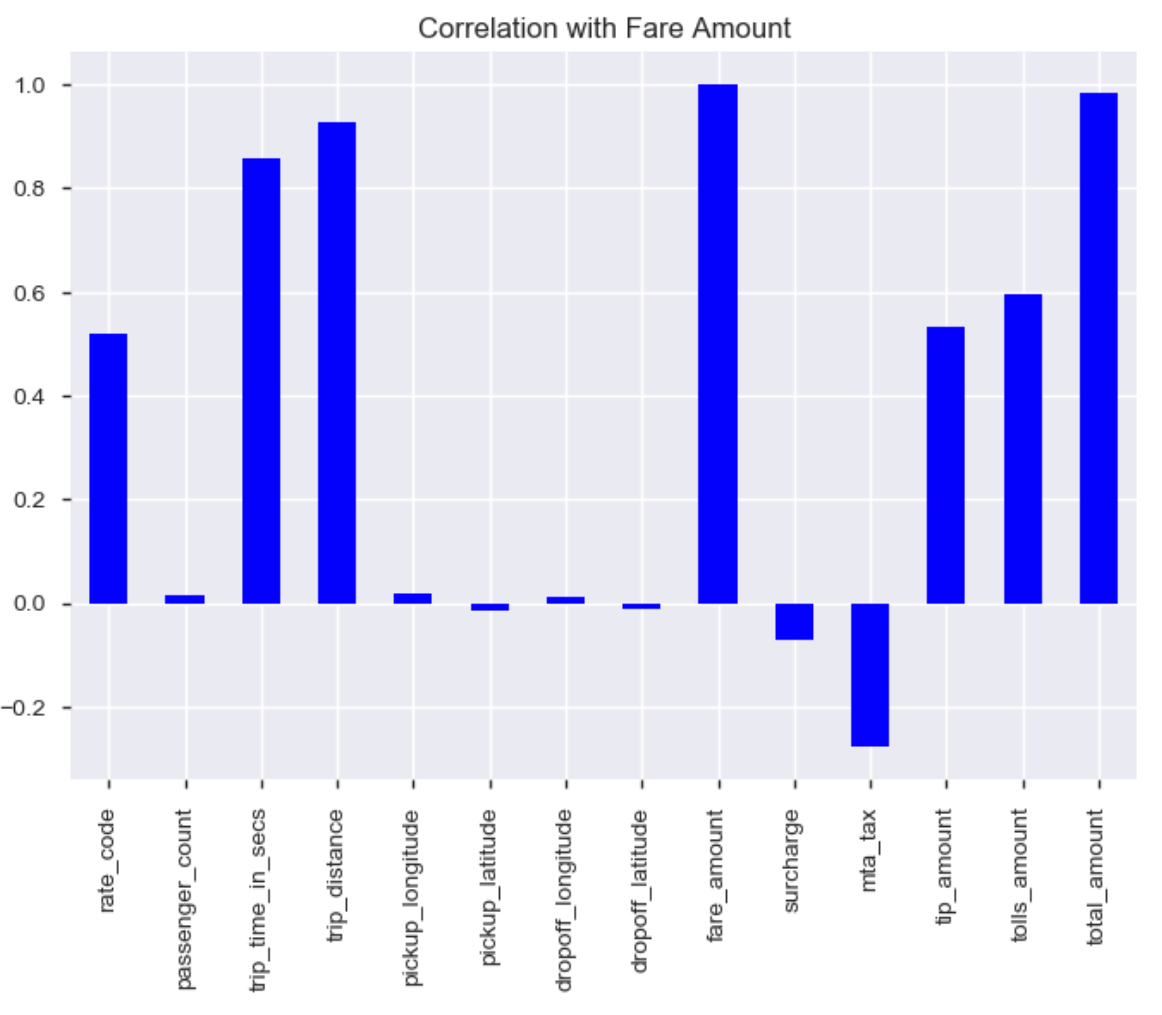 Correlation with Fare Amount
1.0
0.8
0.6
0.4
0.2
0.0
−0.2
rate_code
passenger_count
trip_time_in_secs
trip_distance
pickup_longitude
pickup_latitude
dropoff_longitude
dropoff_latitude
fare_amount
surcharge
mta_tax
tip_amount
tolls_amount
total_amount